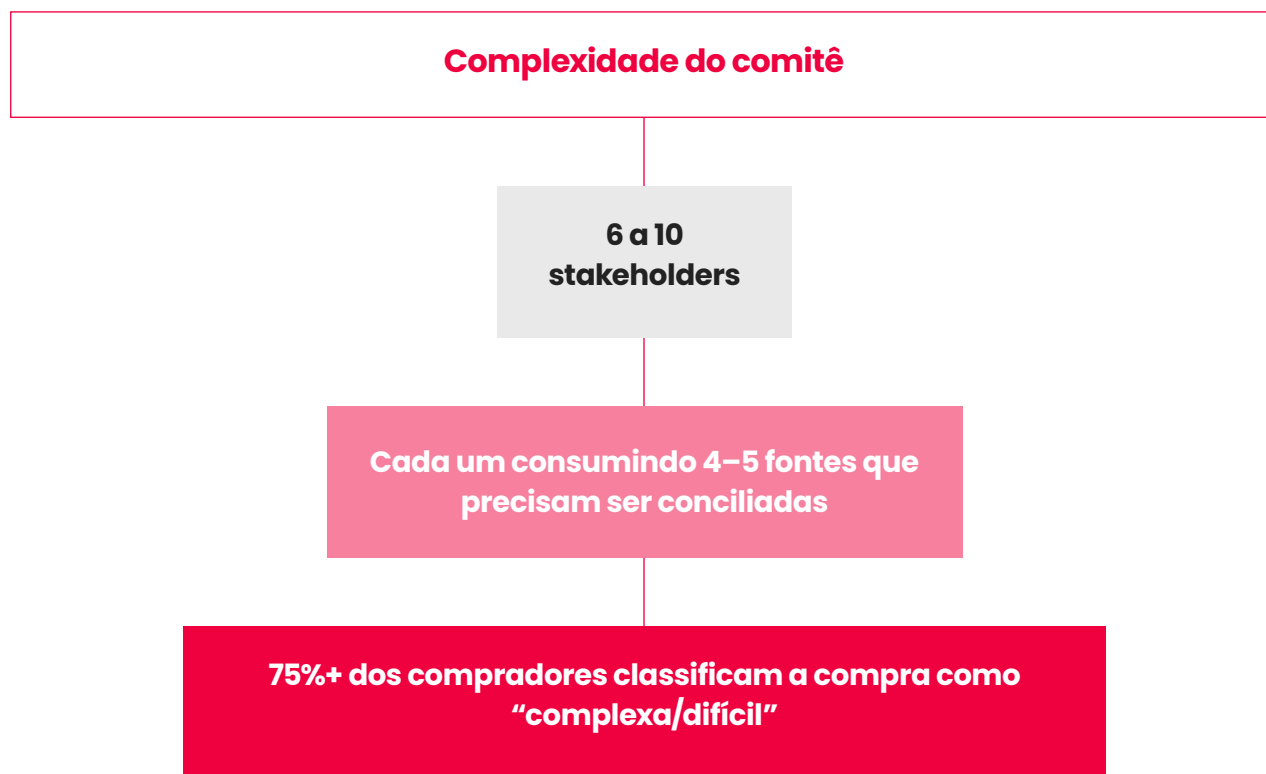 Complexidade do comitê
6 a 10
stakeholders
Cada um consumindo 4–5 fontes que
precisam ser conciliadas
75%+ dos compradores classificam a compra como
“complexa/difícil”